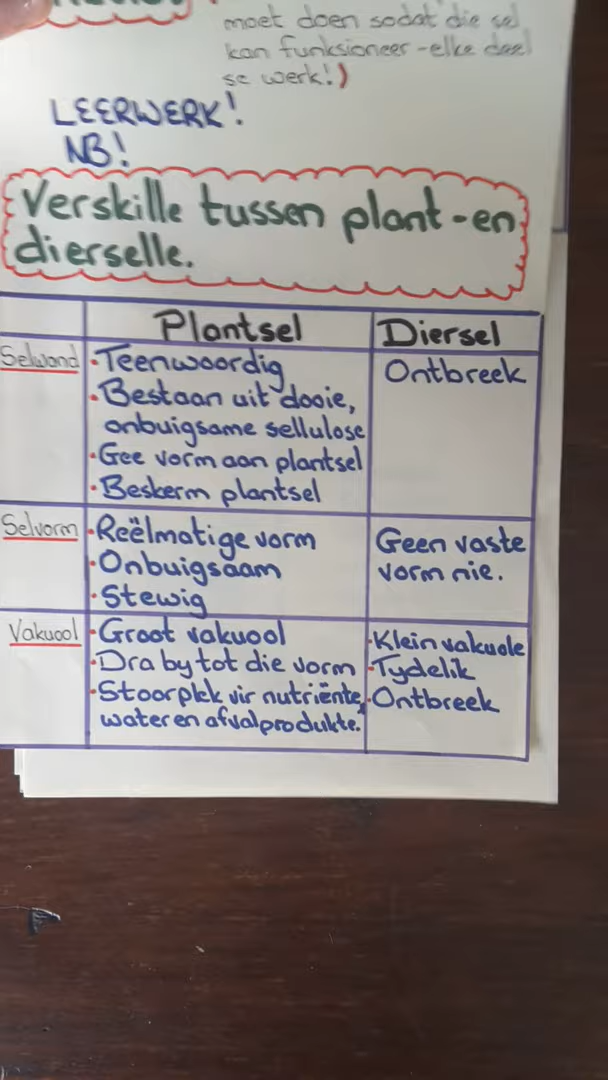 moet doen sodat die sel
kan funksioneer - elke deel
se werk!)
LEERWERK!
NB!
Verskille tussen plant-en
dierselle.
Plantsel
Diersel
Selwand
• Teenwoordig
• Bestaan uit dooie,
onbuigsame sellulose
• Gee vorm aan plantsel
• Beskerm plantsel
Ontbreek
Selvorm
• Reëlmatige vorm
• Onbuigsaam
• Stewig
Geen vaste
vorm nie.
Vakuool
• Groot vakuool
• Dra by tot die vorm
• Stoorplek vir nutriënte,
water en afvalprodukte.
• Klein vakuole
• Tydelik
• Ontbreek